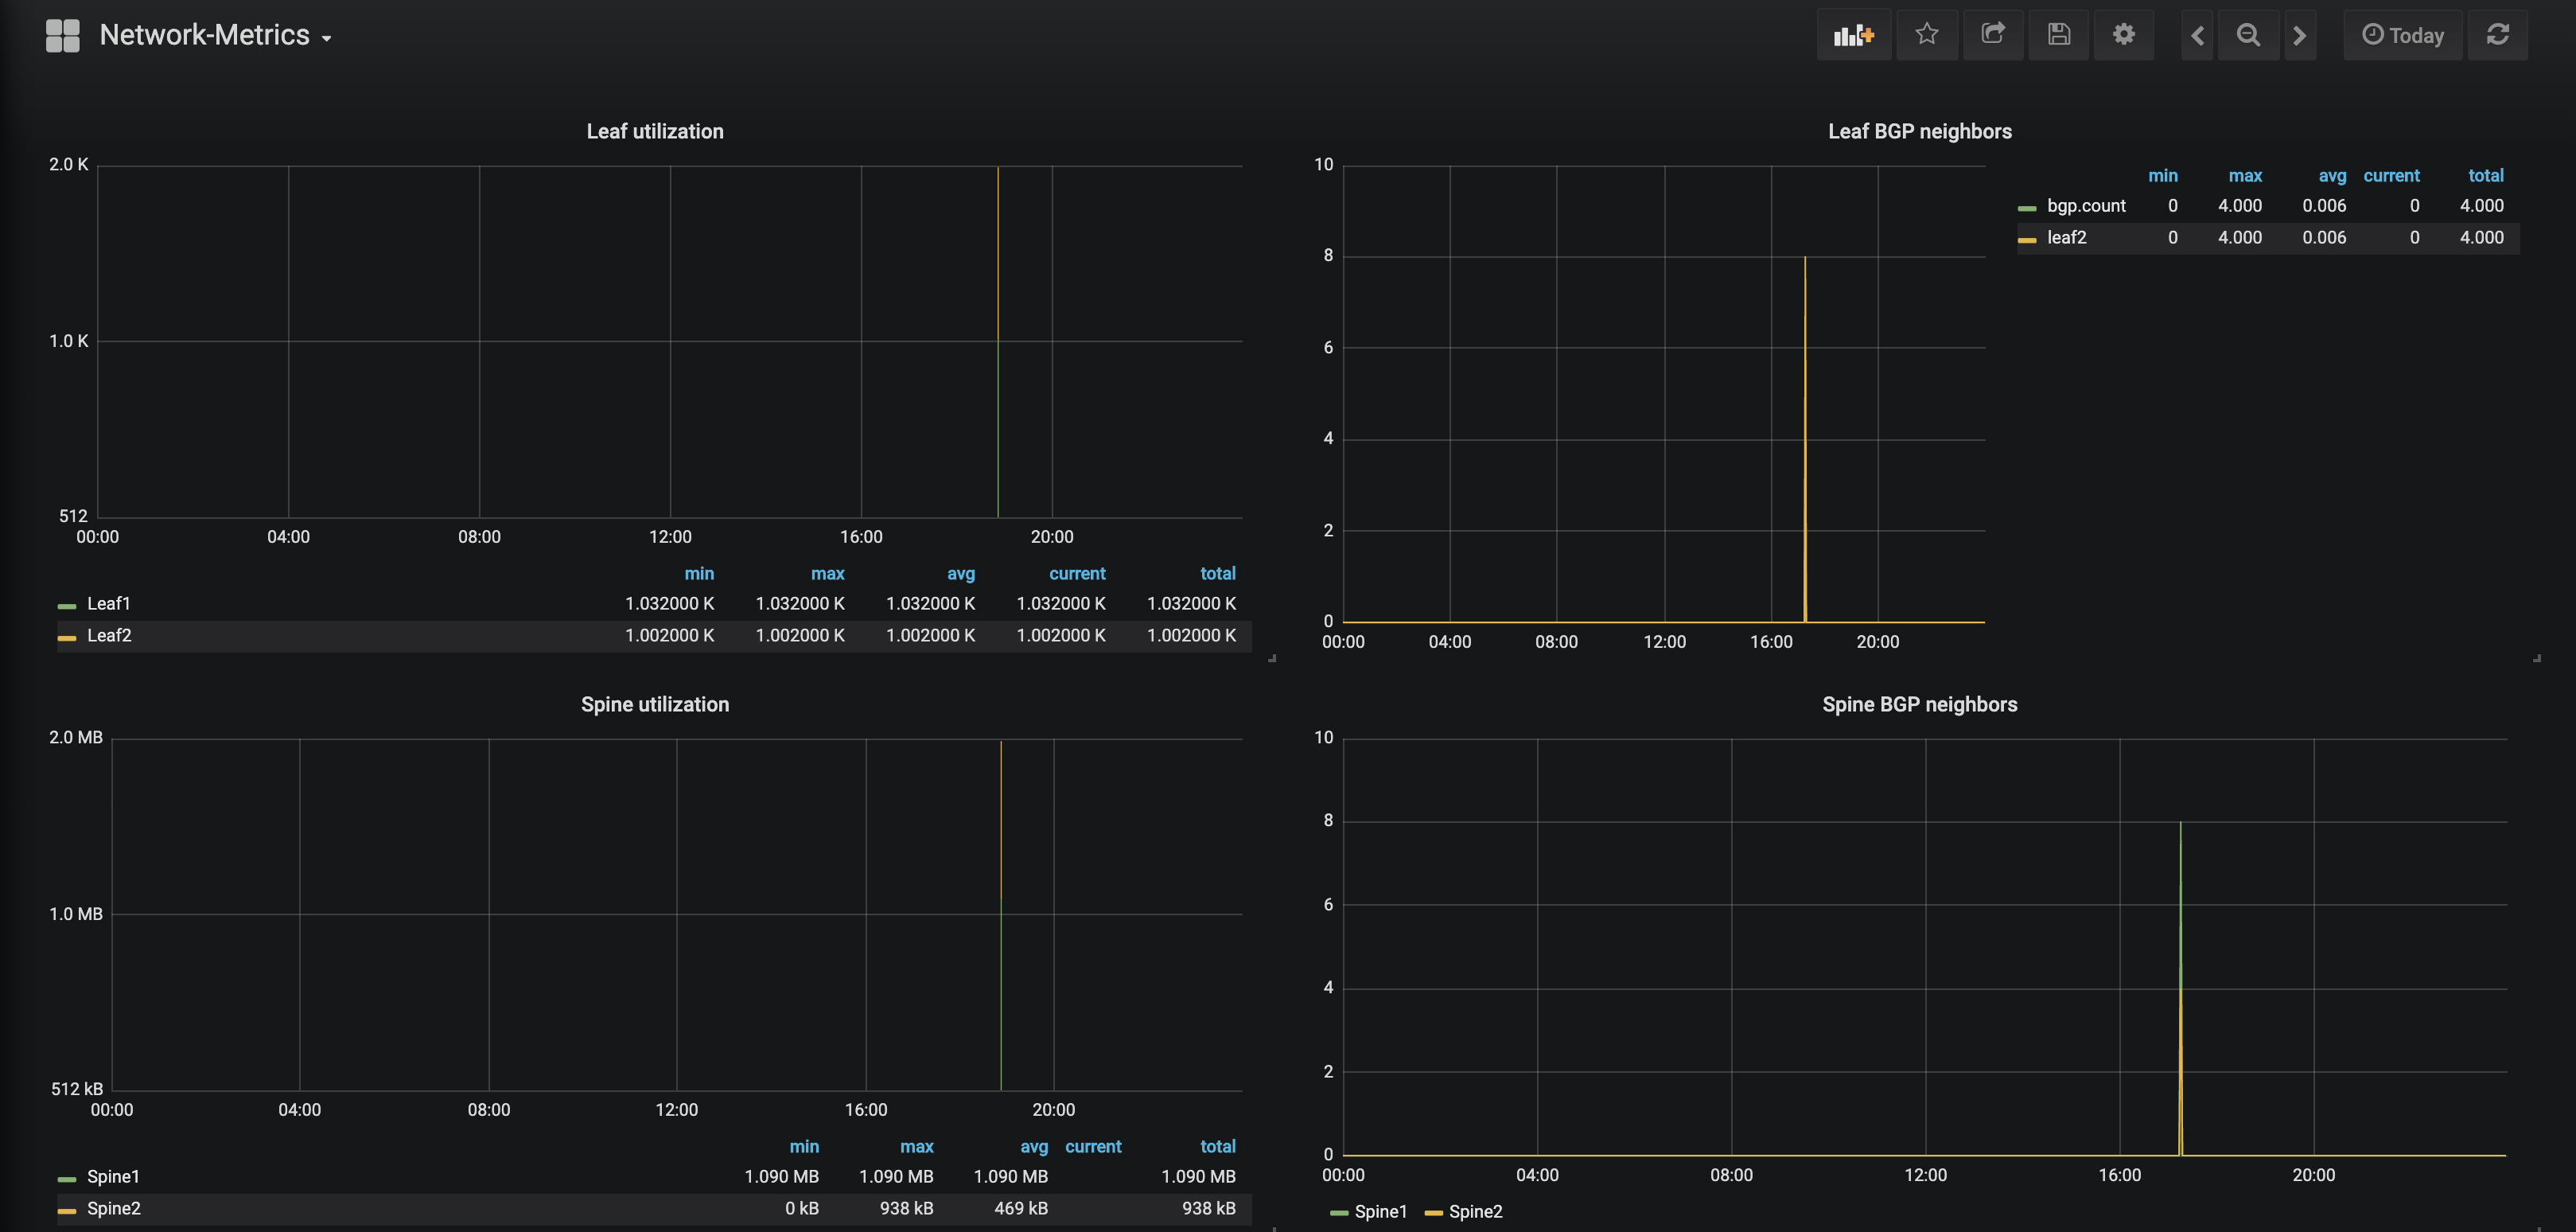 Network-Metrics
Today
Leaf utilization
2.0 K
1.0 K
512
00:00 04:00 08:00 12:00 16:00 20:00
min max avg current total
Leaf1 1.032000 K 1.032000 K 1.032000 K 1.032000 K 1.032000 K
Leaf2 1.002000 K 1.002000 K 1.002000 K 1.002000 K 1.002000 K
Leaf BGP neighbors
10
8
6
4
2
0
00:00 04:00 08:00 12:00 16:00 20:00
min max avg current total
bgp.count 0 4.000 0.006 0 4.000
leaf2 0 4.000 0.006 0 4.000
Spine utilization
2.0 MB
1.0 MB
512 kB
00:00 04:00 08:00 12:00 16:00 20:00
min max avg current total
Spine1 1.090 MB 1.090 MB 1.090 MB 1.090 MB
Spine2 0 kB 938 kB 469 kB 938 kB
Spine BGP neighbors
10
8
6
4
2
0
00:00 04:00 08:00 12:00 16:00 20:00
Spine1 Spine2